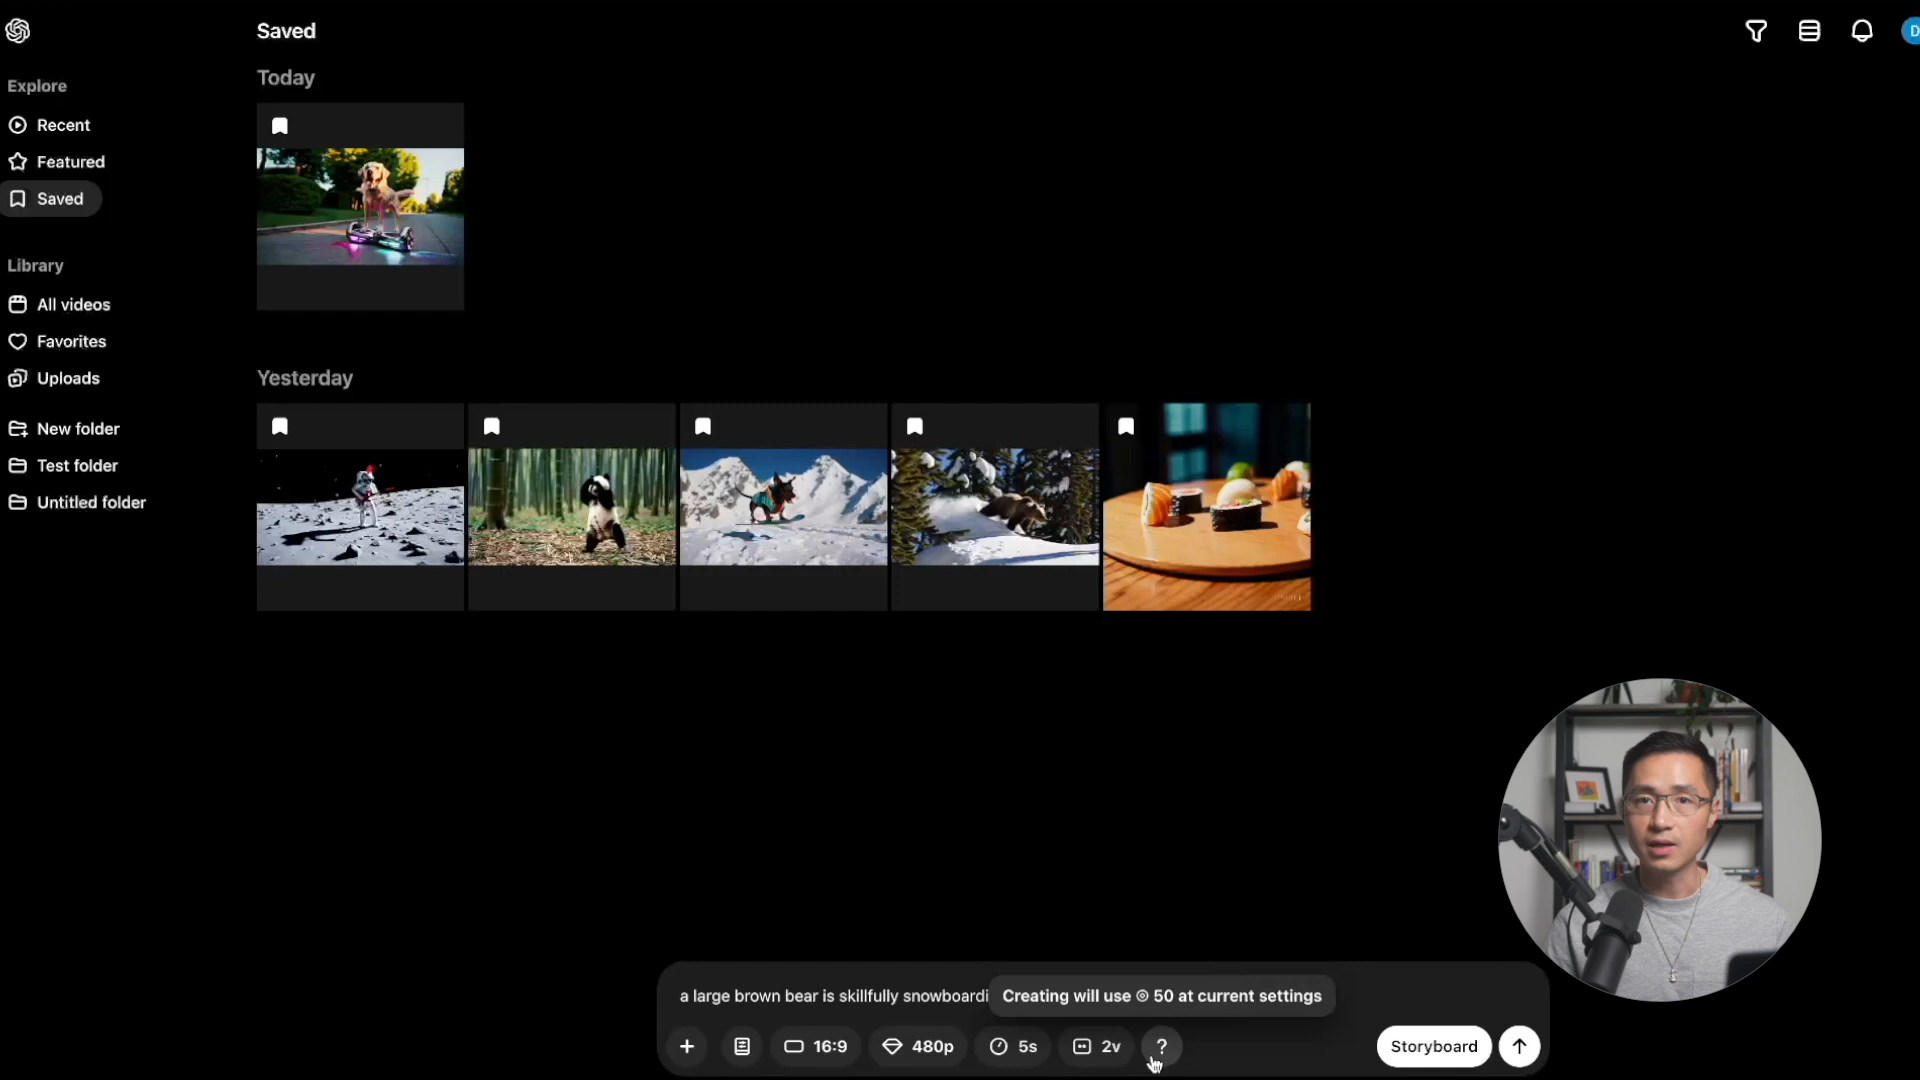 Saved
D
Explore
Recent
Featured
Saved
Library
All videos
Favorites
Uploads
New folder
Test folder
Untitled folder
Today
Yesterday
a large brown bear is skillfully snowboardi
Creating will use 50 at current settings
+
16:9
480p
5s
2v
?
Storyboard